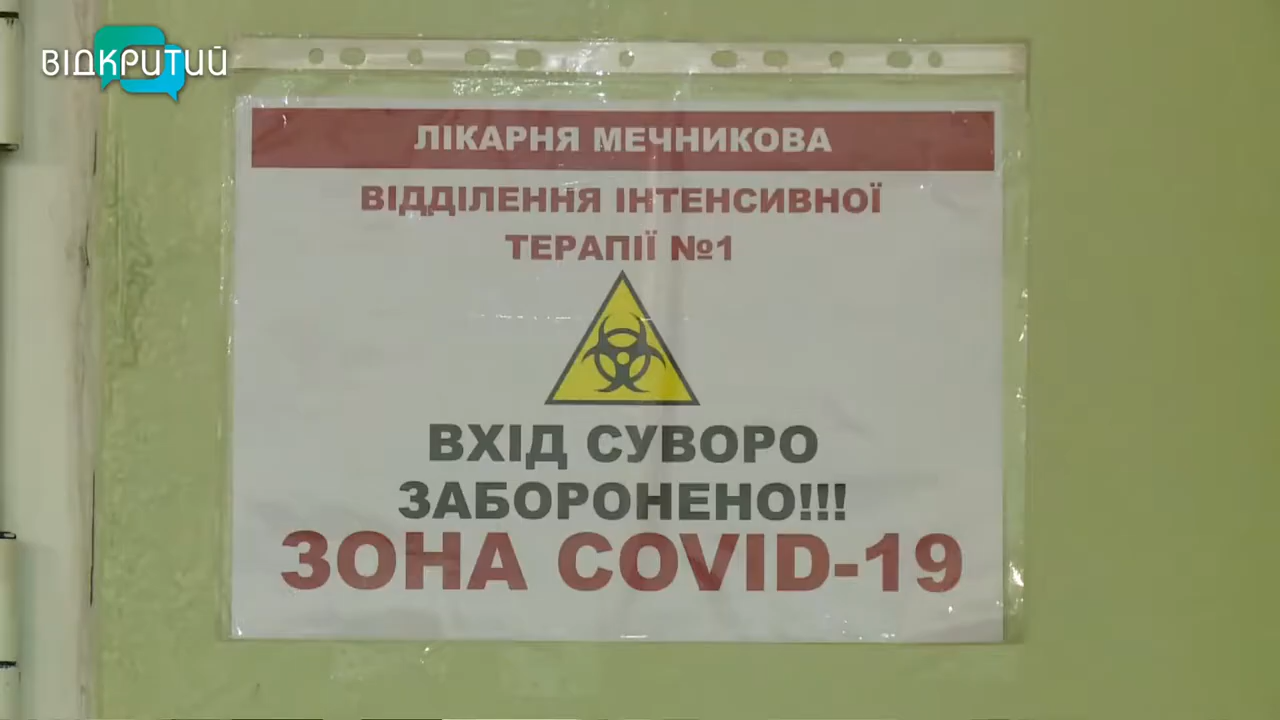 ВІДКРИТИЙ
ЛІКАРНЯ МЕЧНИКОВА
ВІДДІЛЕННЯ ІНТЕНСИВНОЇ
ТЕРАПІЇ №1
ВХІД СУВОРО
ЗАБОРОНЕНО!!!
ЗОНА COVID-19